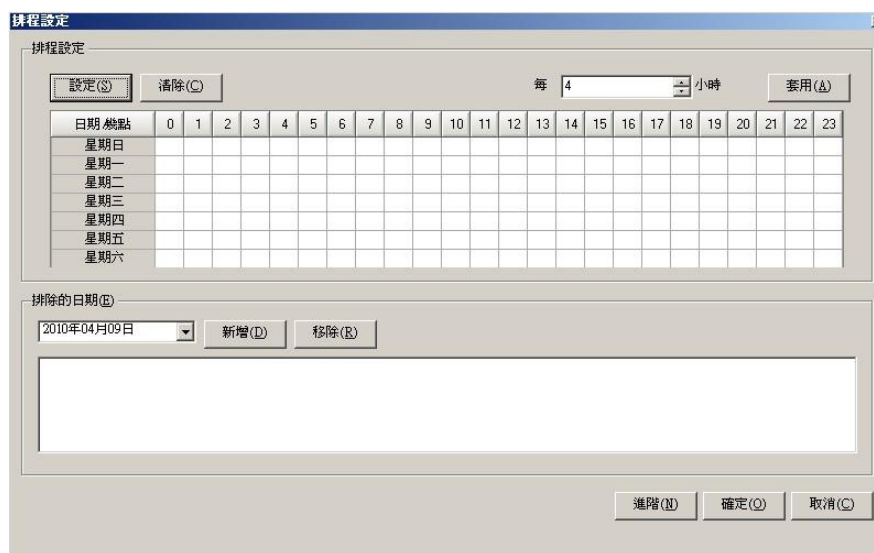 排程設定
排程設定
設定(S) 清除(C) 每 4 小時 套用(A)
日期/幾點 0 1 2 3 4 5 6 7 8 9 10 11 12 13 14 15 16 17 18 19 20 21 22 23
星期日
星期一
星期二
星期三
星期四
星期五
星期六
排除的日期(E)
2010年04月09日 新增(D) 移除(R)
進階(N) 確定(O) 取消(C)